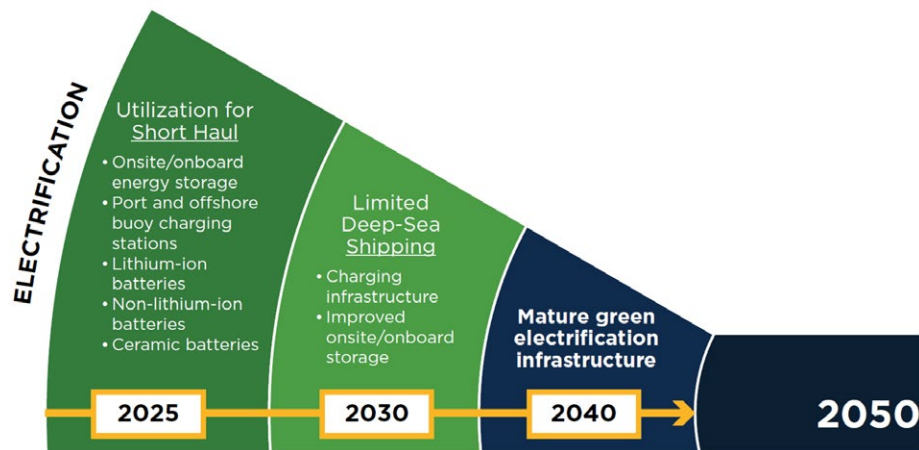 ELECTRIFICATION
Utilization for
Short Haul
• Onsite/onboard
energy storage
• Port and offshore
buoy charging
stations
• Lithium-ion
batteries
• Non-lithium-ion
batteries
• Ceramic batteries
2025
Limited
Deep-Sea
Shipping
• Charging
infrastructure
• Improved
onsite/onboard
storage
2030
Mature green
electrification
infrastructure
2040
2050